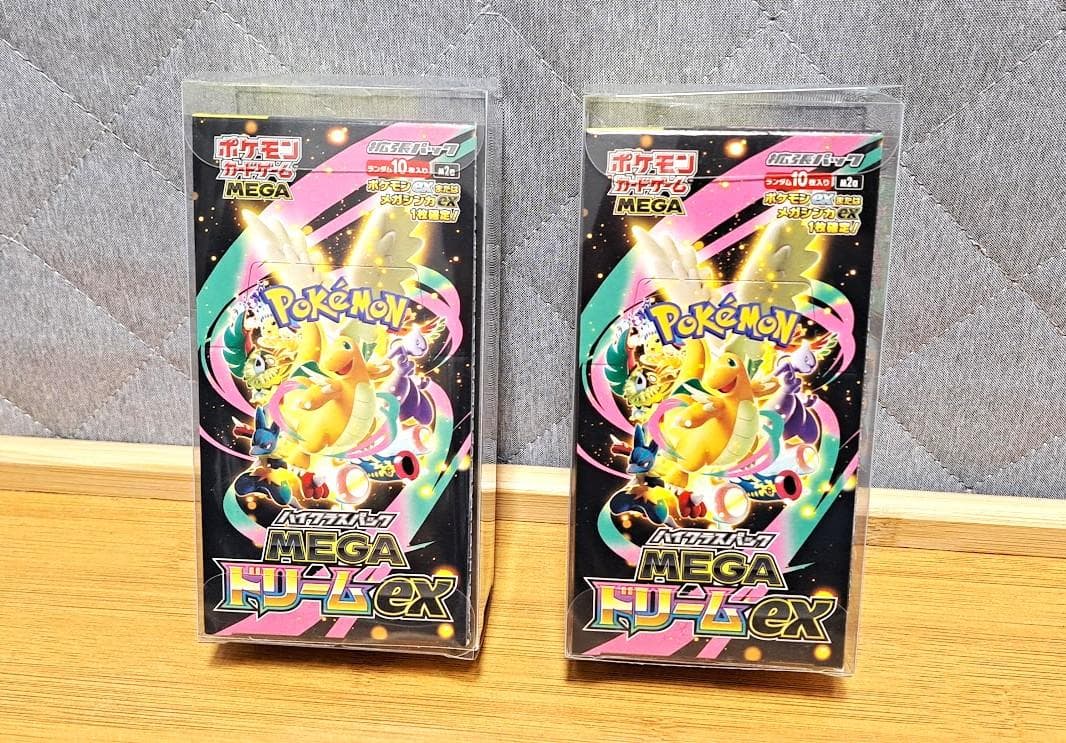 ポケモン
カードゲーム
MEGA
拡張パック
ランダム10枚入り
ポケモンexまたは
メガシンカex
1枚確定!
POKéMON
ハイクラスパック
MEGA
ドリームex
ポケモン
カードゲーム
MEGA
拡張パック
ランダム10枚入り
ポケモンexまたは
メガシンカex
1枚確定!
POKéMON
ハイクラスパック
MEGA
ドリームex